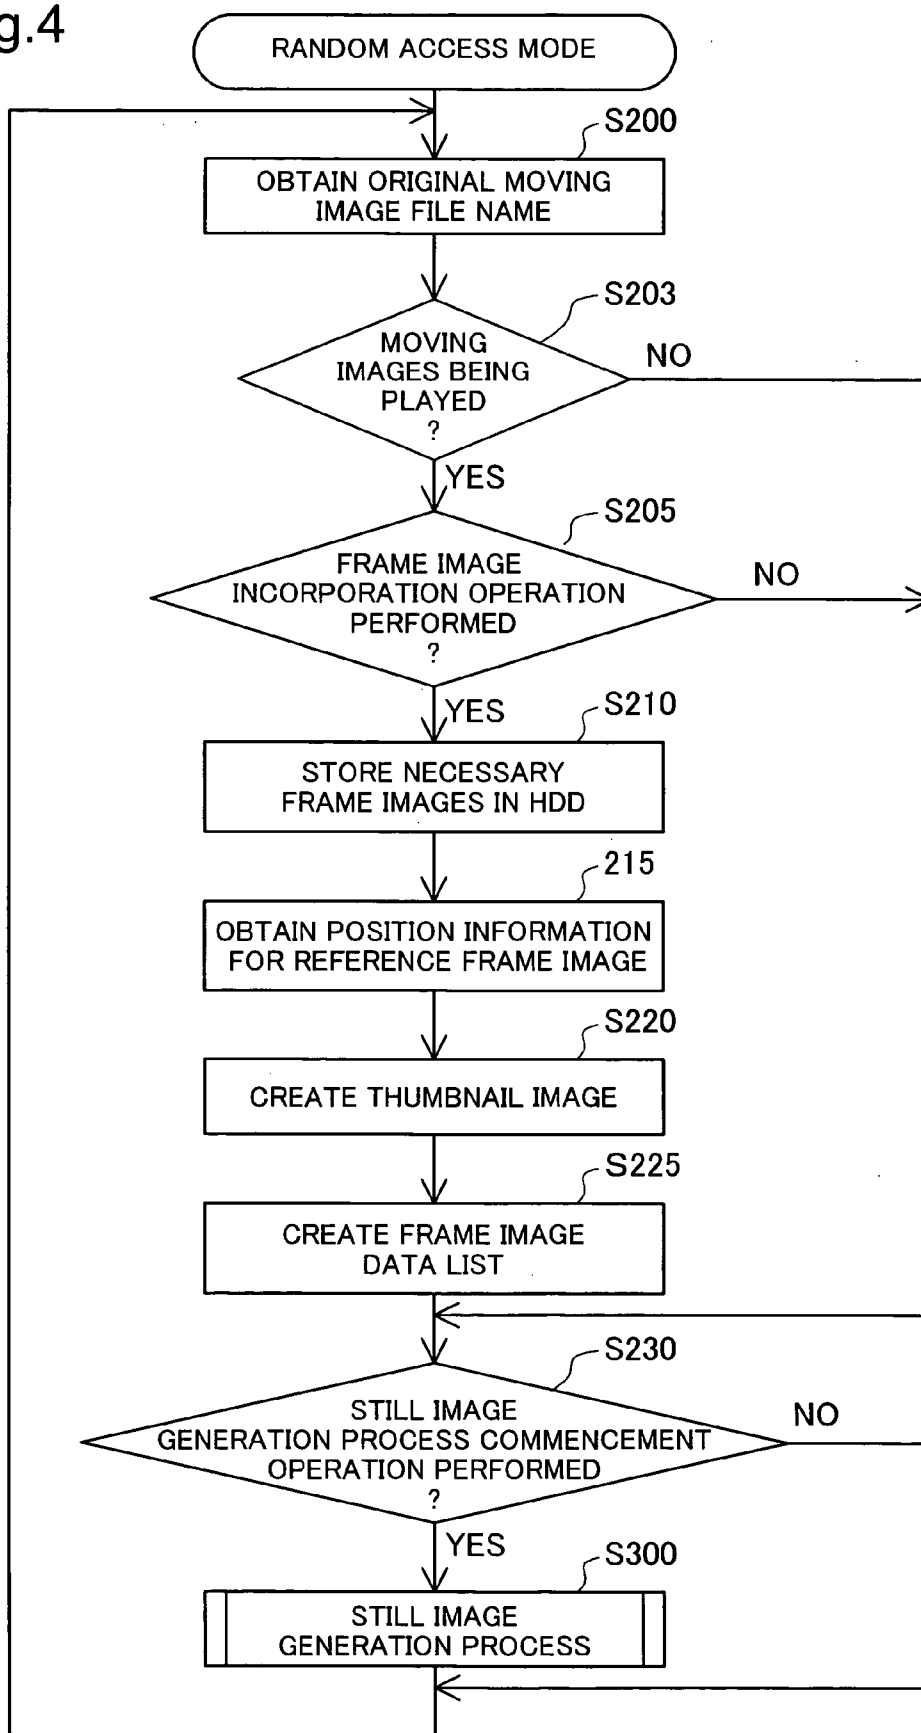 g.4
RANDOM ACCESS MODE
S200
OBTAIN ORIGINAL MOVING
IMAGE FILE NAME
S203
MOVING
IMAGES BEING
PLAYED
?
NO
YES
S205
FRAME IMAGE
INCORPORATION OPERATION
PERFORMED
?
NO
YES
S210
STORE NECESSARY
FRAME IMAGES IN HDD
215
OBTAIN POSITION INFORMATION
FOR REFERENCE FRAME IMAGE
S220
CREATE THUMBNAIL IMAGE
S225
CREATE FRAME IMAGE
DATA LIST
S230
STILL IMAGE
GENERATION PROCESS COMMENCEMENT
OPERATION PERFORMED
?
NO
YES
S300
STILL IMAGE
GENERATION PROCESS